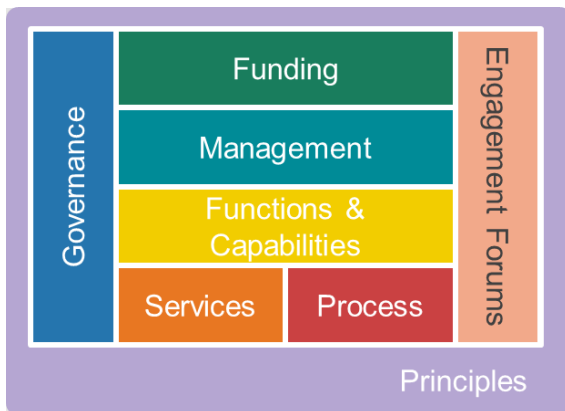 Governance
Funding
Management
Functions &
Capabilities
Services
Process
Engagement Forums
Principles